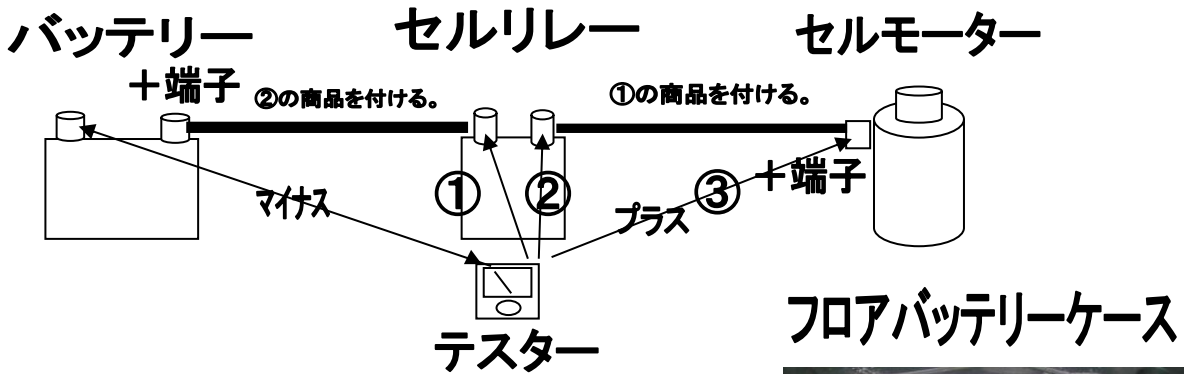 バッテリー
セルリレー
セルモーター
＋端子
②の商品を付ける。
①の商品を付ける。
マイナス
①
②
プラス
③
＋端子
テスター
フロアバッテリーケース